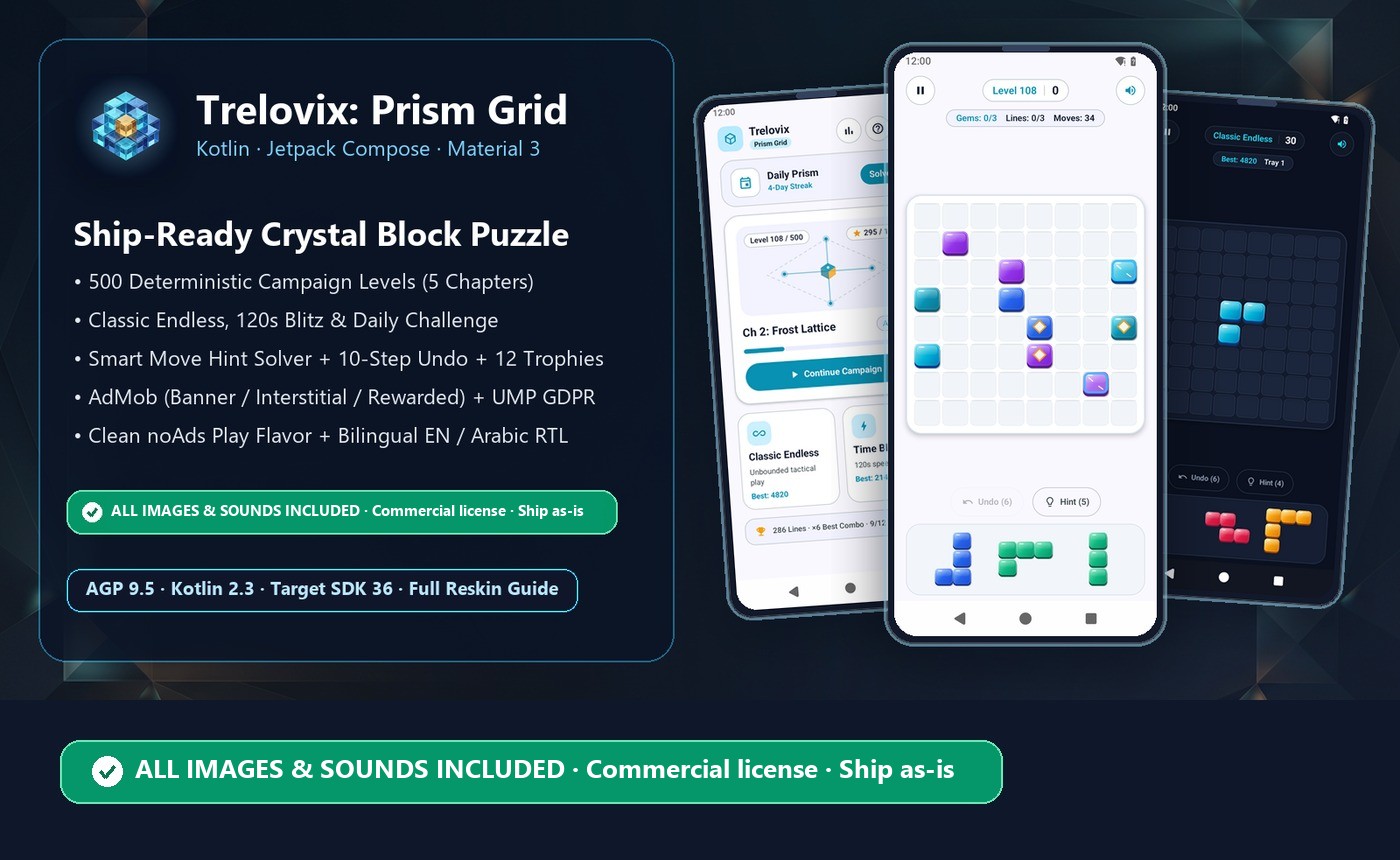 Trelovix: Prism Grid
Kotlin · Jetpack Compose · Material 3
Ship-Ready Crystal Block Puzzle
• 500 Deterministic Campaign Levels (5 Chapters)
• Classic Endless, 120s Blitz & Daily Challenge
• Smart Move Hint Solver + 10-Step Undo + 12 Trophies
• AdMob (Banner / Interstitial / Rewarded) + UMP GDPR
• Clean noAds Play Flavor + Bilingual EN / Arabic RTL
ALL IMAGES & SOUNDS INCLUDED · Commercial license · Ship as-is
AGP 9.5 · Kotlin 2.3 · Target SDK 36 · Full Reskin Guide
12:00
Trelovix
Prism Grid
Daily Prism
4-Day Streak
Level 108 / 500
295 /
Ch 2: Frost Lattice
Continue Campaign
Classic Endless
Unbounded tactical
play
Best: 4820
Time
120s
Best:
286 Lines · ×6 Best Combo · 9/12
12:00
Level 108 | 0
Gems: 0/3 Lines: 0/3 Moves: 34
Undo (6)
Hint (5)
Classic Endless | 30
Best: 4820 Tray 1
Undo (6)
Hint (4)
ALL IMAGES & SOUNDS INCLUDED · Commercial license · Ship as-is